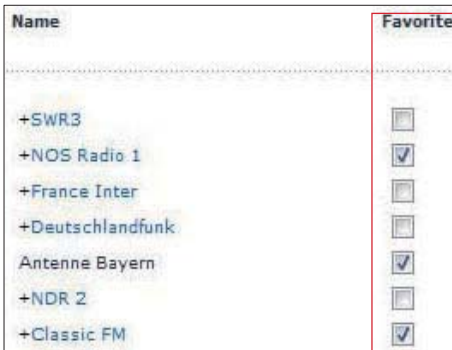 Name Favorite
+SWR3
+NOS Radio 1
+France Inter
+Deutschlandfunk
Antenne Bayern
+NDR 2
+Classic FM